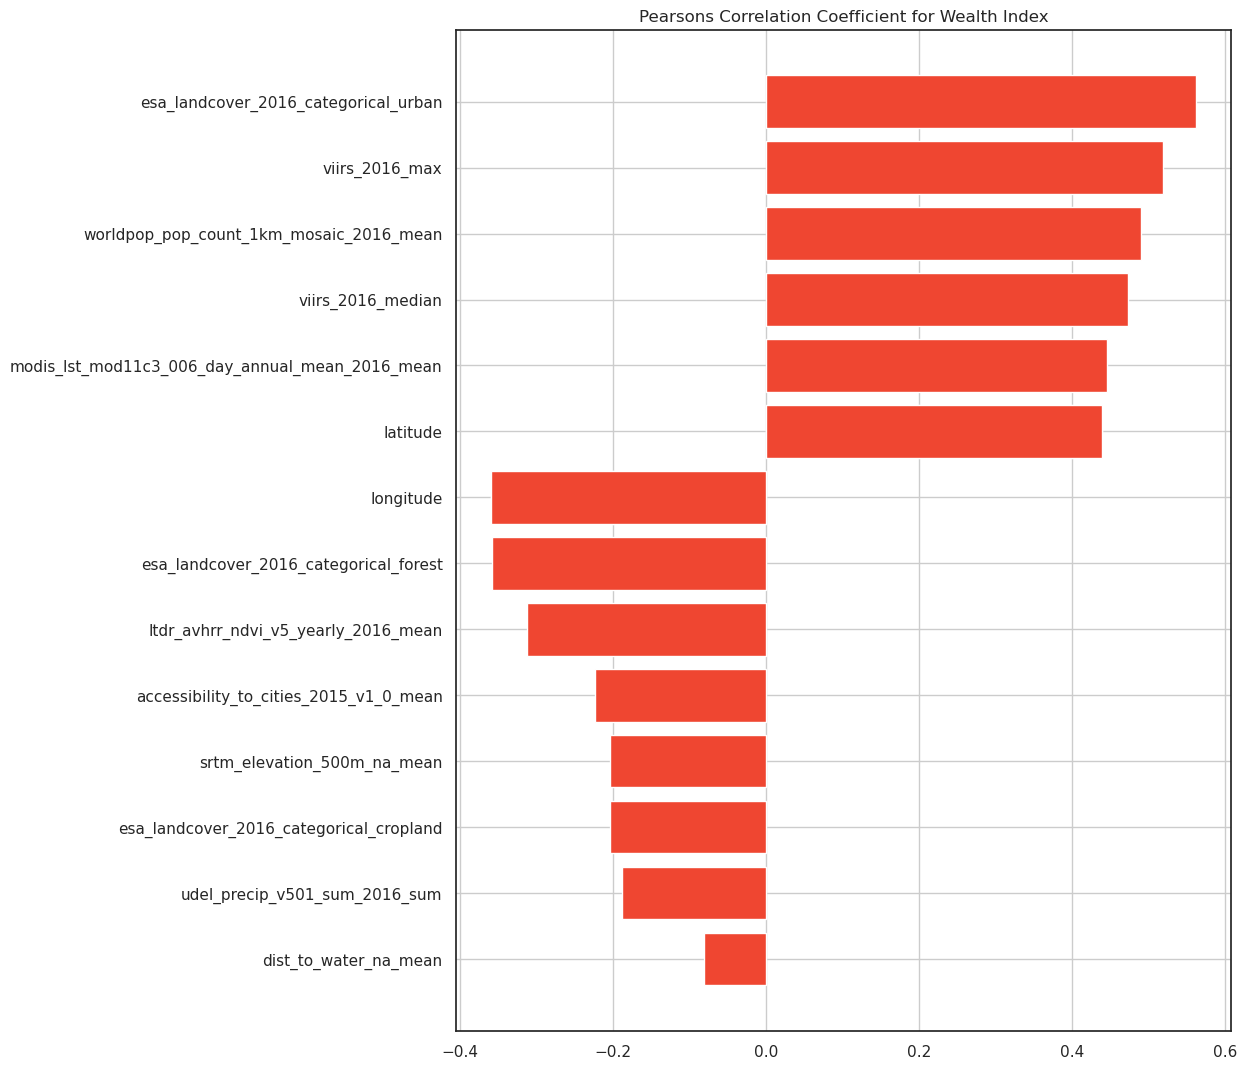 Pearsons Correlation Coefficient for Wealth Index
esa_landcover_2016_categorical_urban
viirs_2016_max
worldpop_pop_count_1km_mosaic_2016_mean
viirs_2016_median
modis_lst_mod11c3_006_day_annual_mean_2016_mean
latitude
longitude
esa_landcover_2016_categorical_forest
ltdr_avhrr_ndvi_v5_yearly_2016_mean
accessibility_to_cities_2015_v1_0_mean
srtm_elevation_500m_na_mean
esa_landcover_2016_categorical_cropland
udel_precip_v501_sum_2016_sum
dist_to_water_na_mean
−0.4 −0.2 0.0 0.2 0.4 0.6